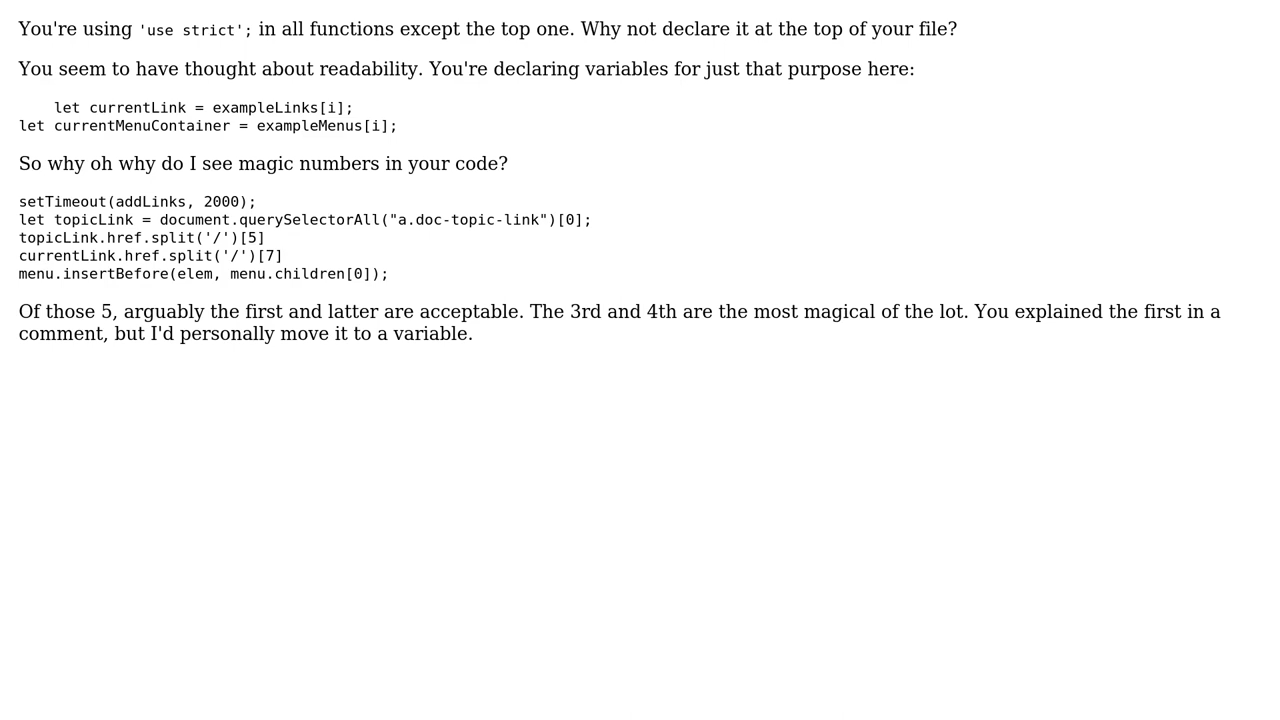 You're using 'use strict'; in all functions except the top one. Why not declare it at the top of your file?
You seem to have thought about readability. You're declaring variables for just that purpose here:
    let currentLink = exampleLinks[i];
let currentMenuContainer = exampleMenus[i];
So why oh why do I see magic numbers in your code?
setTimeout(addLinks, 2000);
let topicLink = document.querySelectorAll("a.doc-topic-link")[0];
topicLink.href.split('/')[5]
currentLink.href.split('/')[7]
menu.insertBefore(elem, menu.children[0]);
Of those 5, arguably the first and latter are acceptable. The 3rd and 4th are the most magical of the lot. You explained the first in a
comment, but I'd personally move it to a variable.